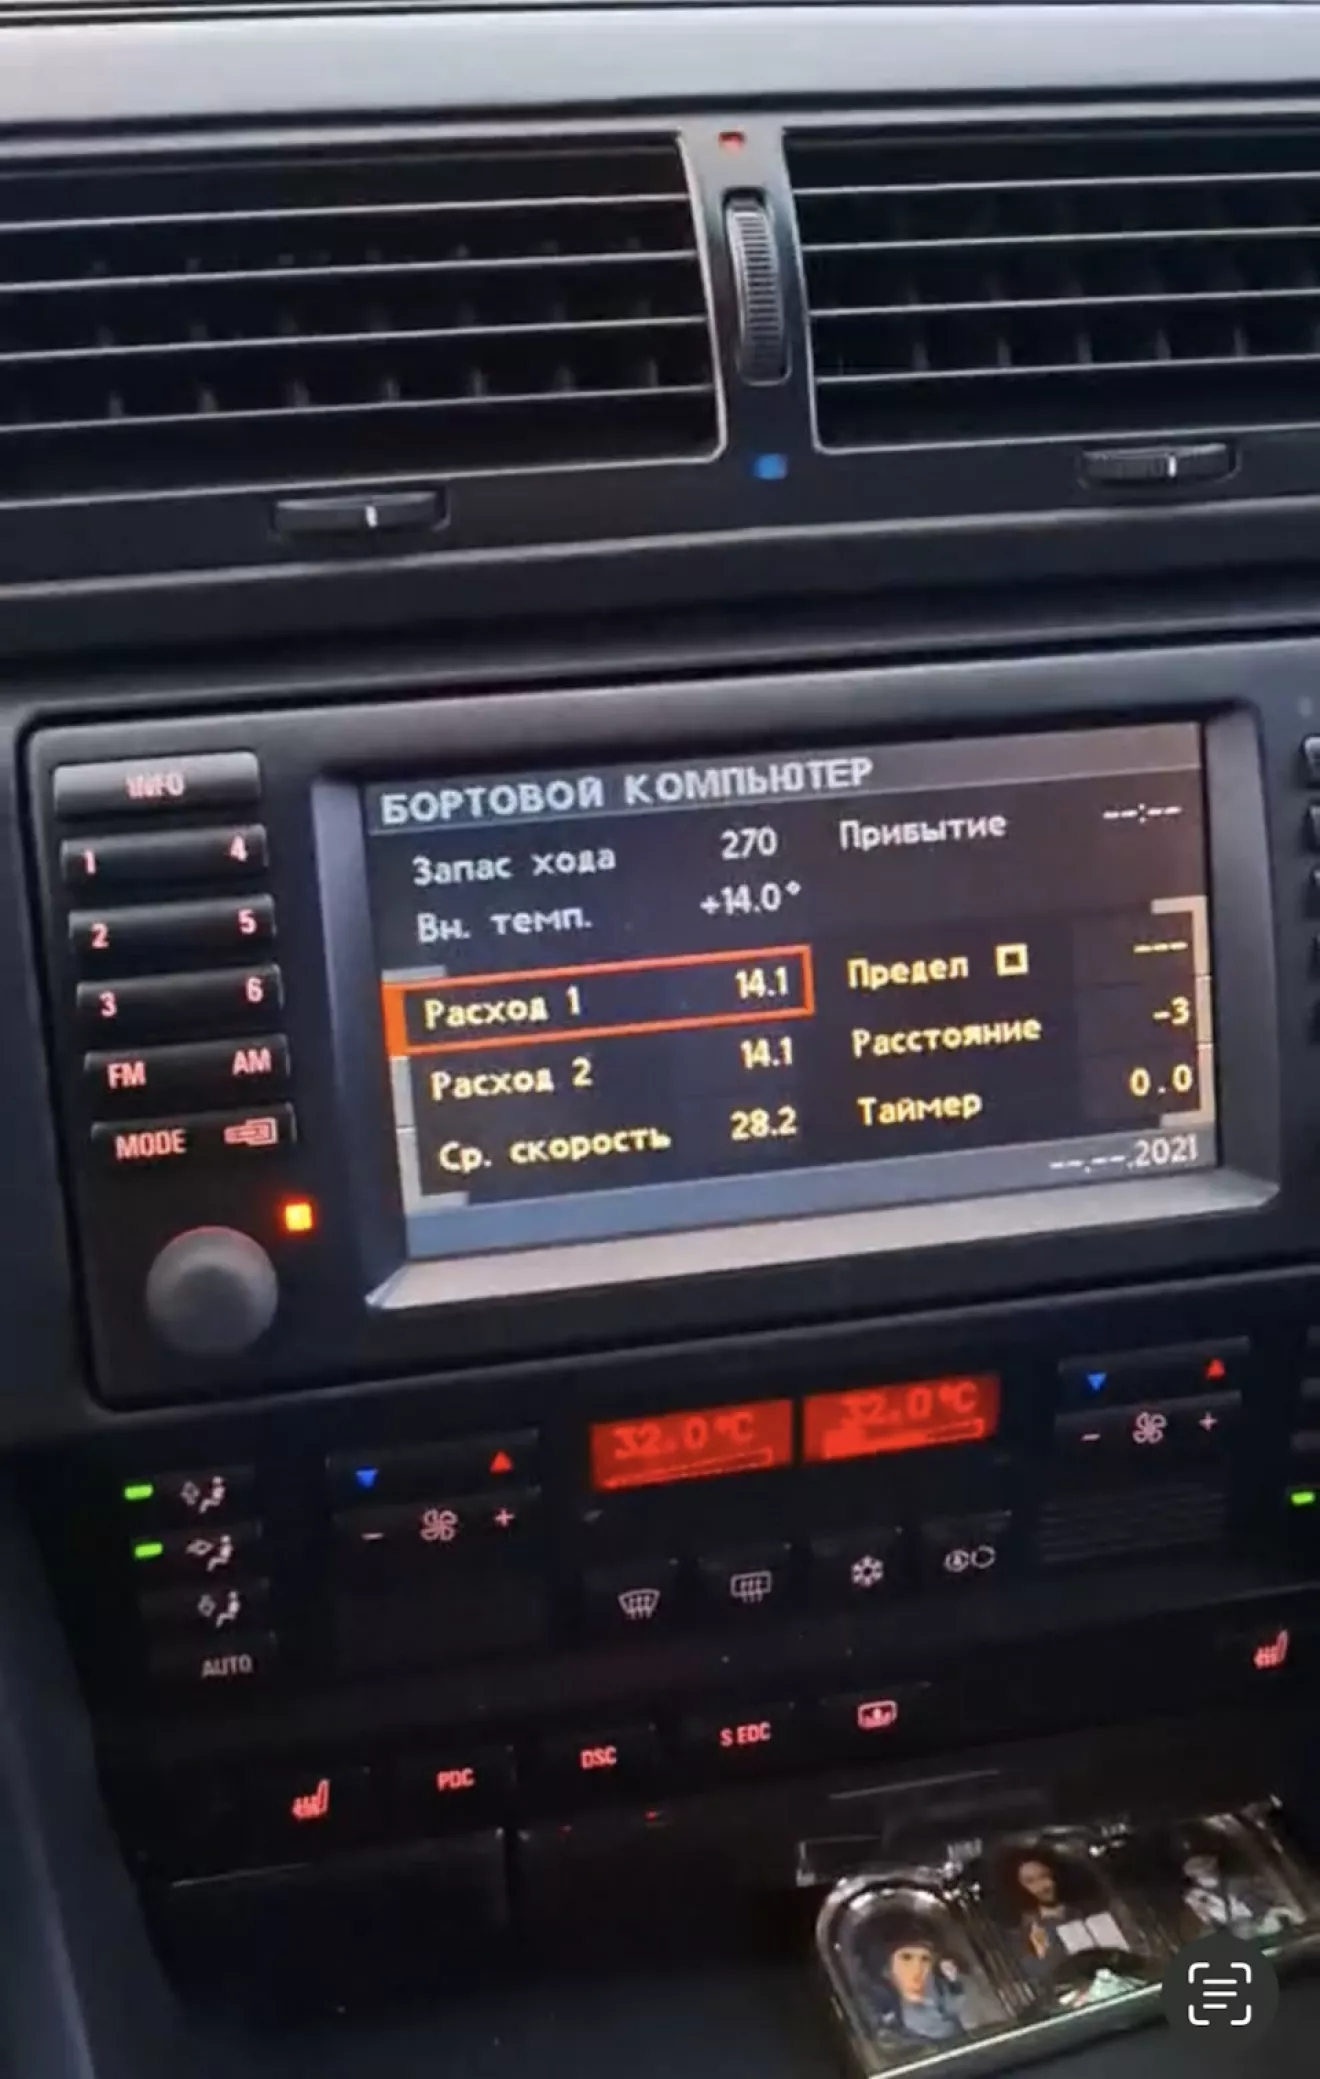 INFO
1 4
2 5
3 6
FM AM
MODE
БОРТОВОЙ КОМПЬЮТЕР
Запас хода 270 Прибытие --:--
Вн. темп. +14.0°
Расход 1 14.1 Предел ---
Расход 2 14.1 Расстояние -3
Ср. скорость 28.2 Таймер 0.0
--.--.2021
32.0°C 32.0°C
- + - +
AUTO
PDC DSC S EDC